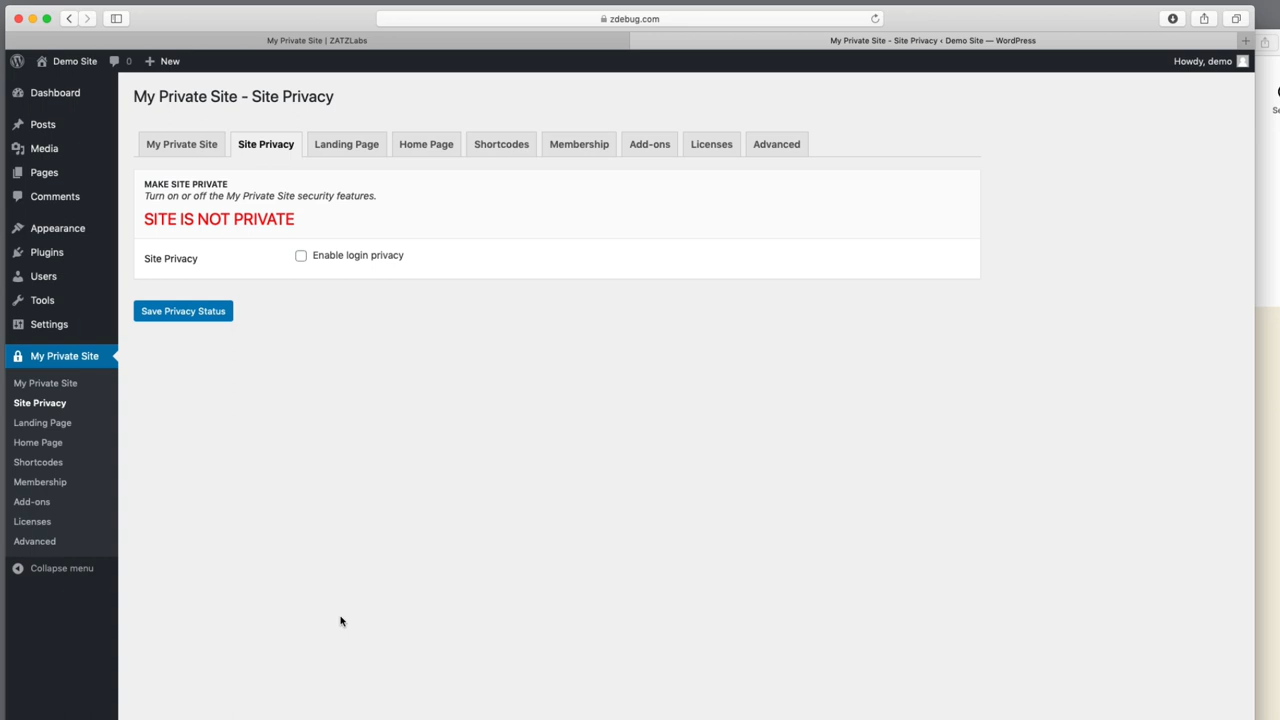 zdebug.com
My Private Site | ZATZLabs
My Private Site - Site Privacy ‹ Demo Site — WordPress
Demo Site
0
New
Howdy, demo
Dashboard
Posts
Media
Pages
Comments
Appearance
Plugins
Users
Tools
Settings
My Private Site
My Private Site
Site Privacy
Landing Page
Home Page
Shortcodes
Membership
Add-ons
Licenses
Advanced
Collapse menu
My Private Site - Site Privacy
My Private Site
Site Privacy
Landing Page
Home Page
Shortcodes
Membership
Add-ons
Licenses
Advanced
MAKE SITE PRIVATE
Turn on or off the My Private Site security features.
SITE IS NOT PRIVATE
Site Privacy
Enable login privacy
Save Privacy Status